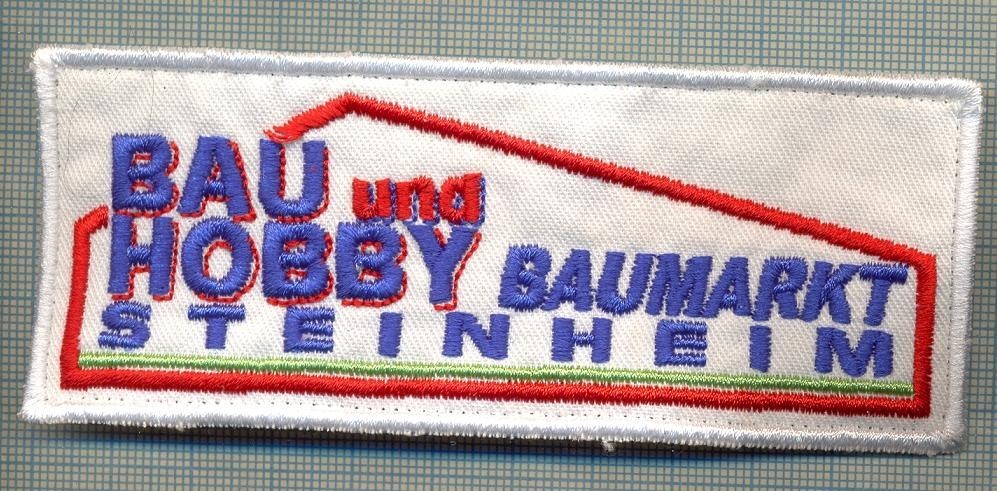 BAU und
HOBBY BAUMARKT
STEINHEIM